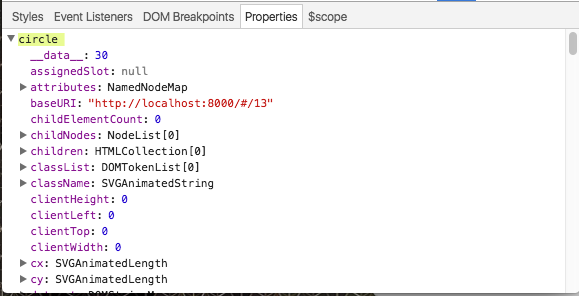 Styles Event Listeners DOM Breakpoints Properties $scope
circle
__data__: 30
assignedSlot: null
attributes: NamedNodeMap
baseURI: "http://localhost:8000/#/13"
childElementCount: 0
childNodes: NodeList[0]
children: HTMLCollection[0]
classList: DOMTokenList[0]
className: SVGAnimatedString
clientHeight: 0
clientLeft: 0
clientTop: 0
clientWidth: 0
cx: SVGAnimatedLength
cy: SVGAnimatedLength